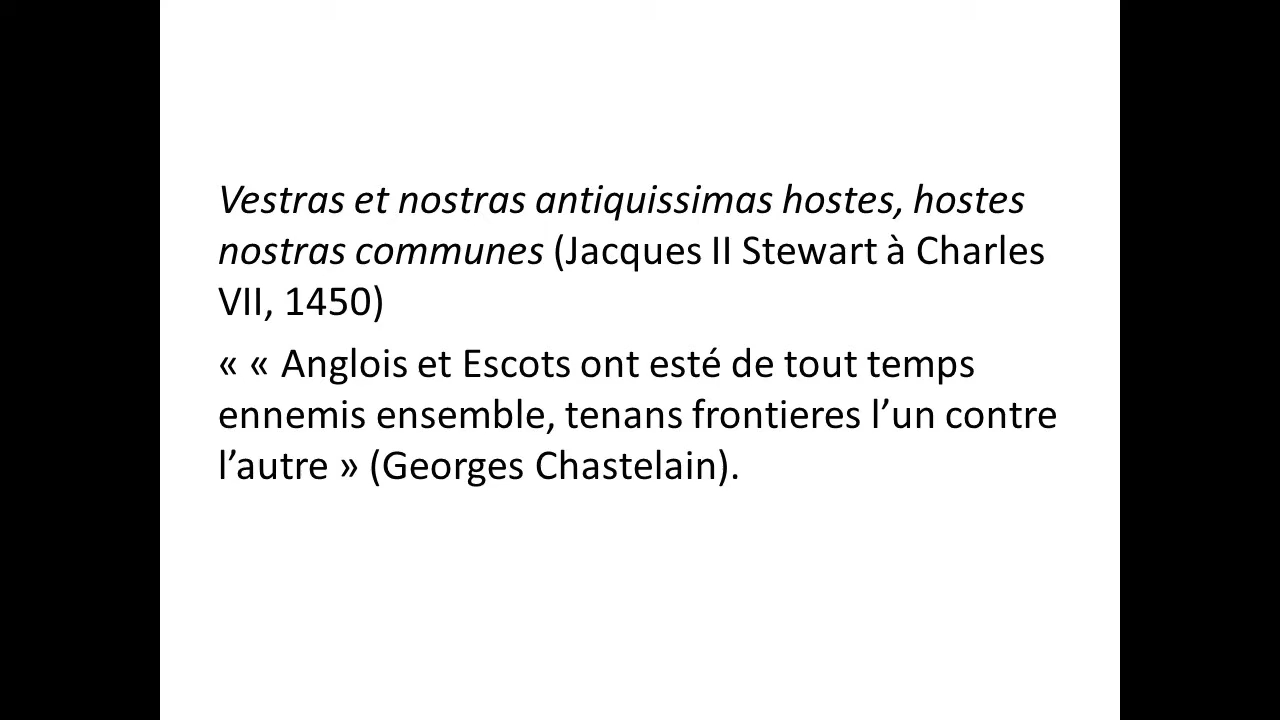 Vestras et nostras antiquissimas hostes, hostes
nostras communes (Jacques II Stewart à Charles
VII, 1450)
« « Anglois et Escots ont esté de tout temps
ennemis ensemble, tenans frontieres l’un contre
l’autre » (Georges Chastelain).